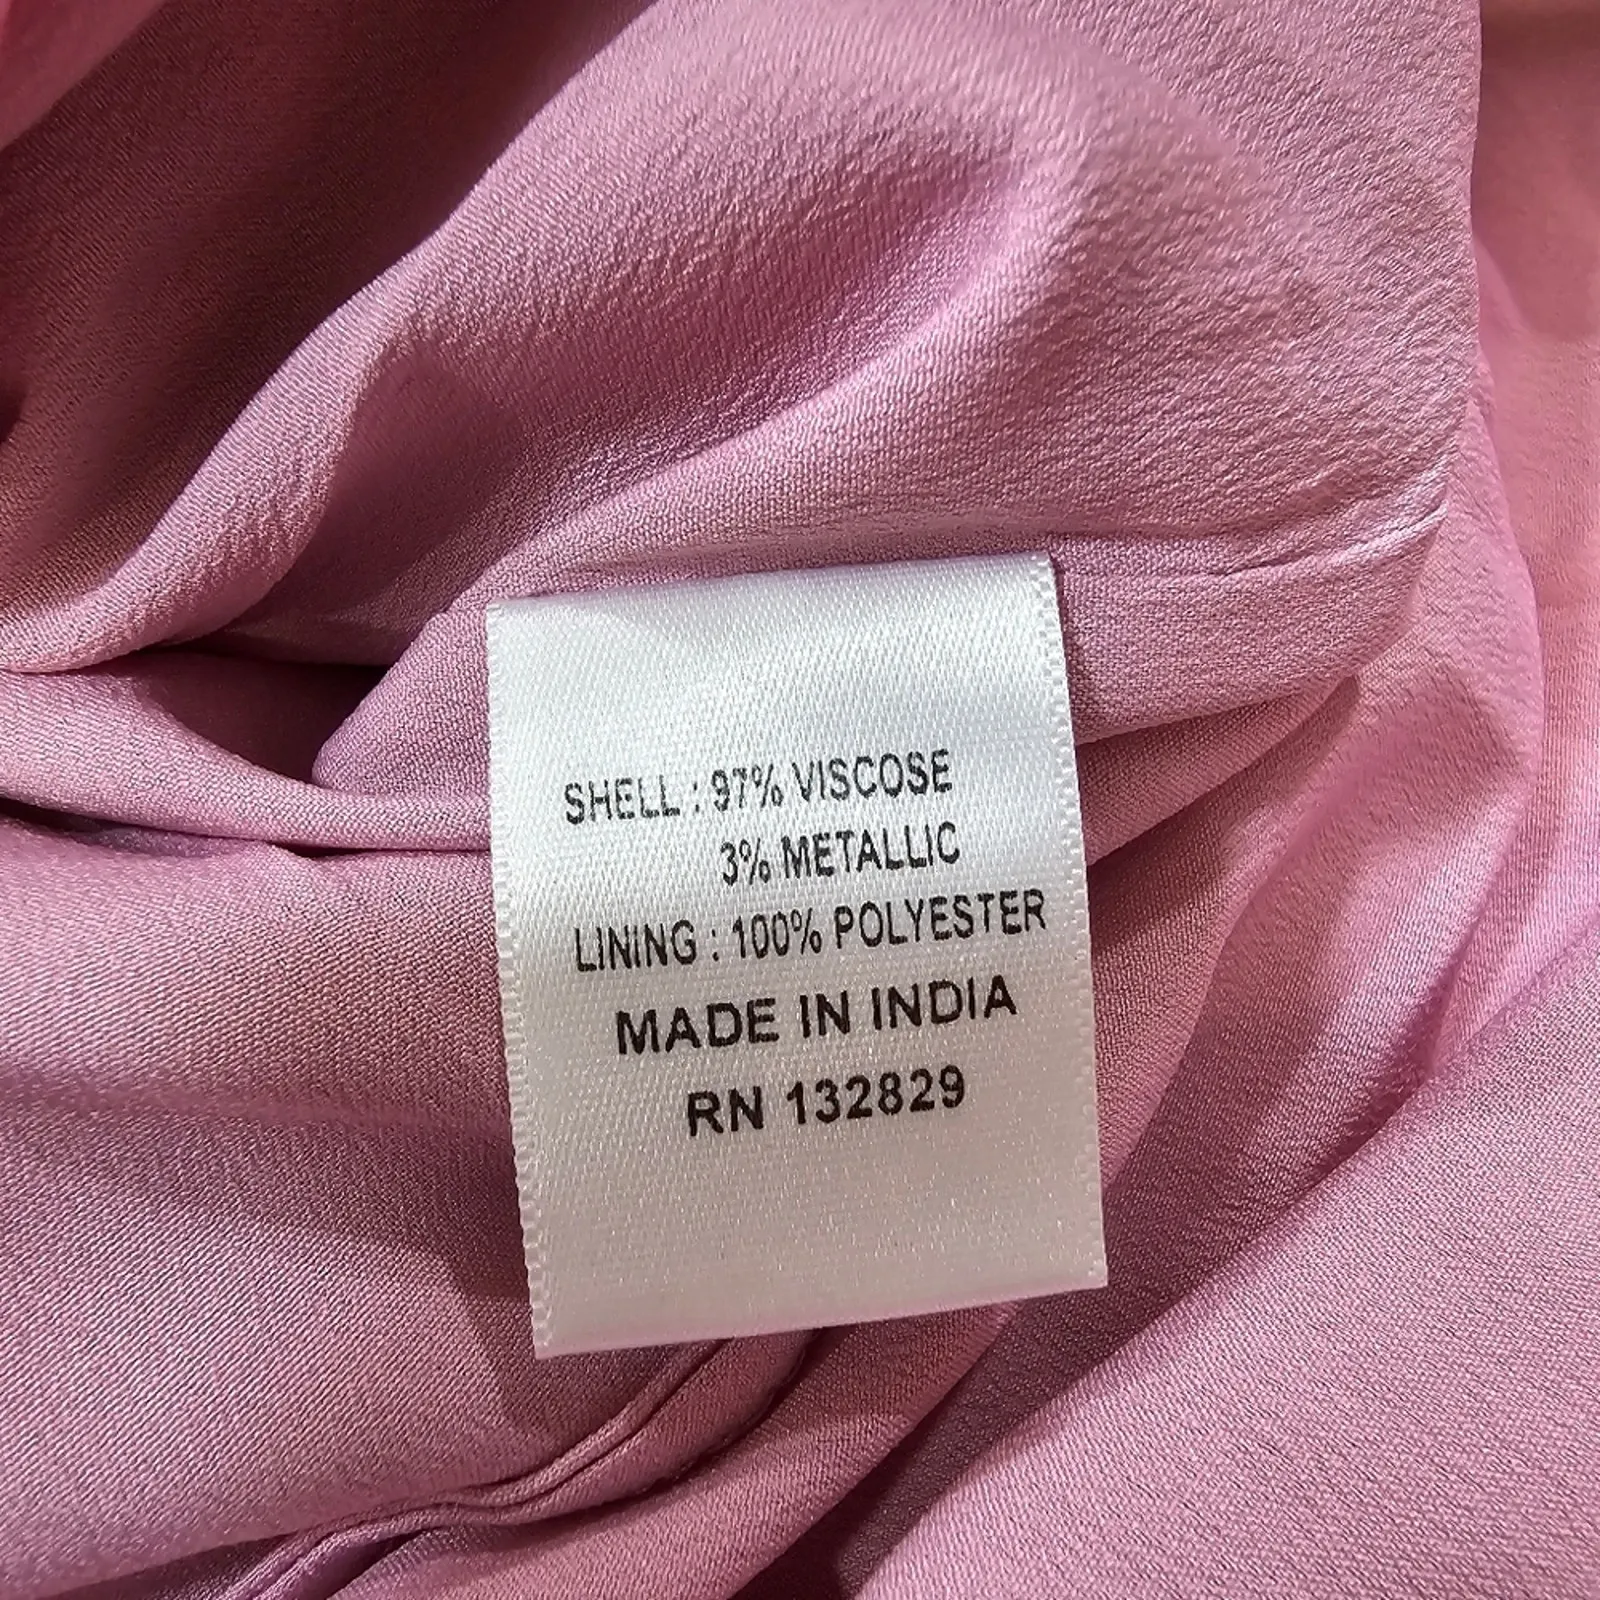 SHELL : 97% VISCOSE
3% METALLIC
LINING : 100% POLYESTER
MADE IN INDIA
RN 132829